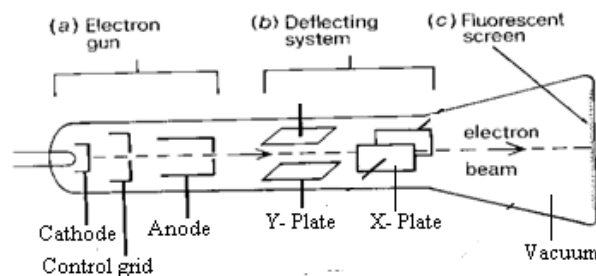 (a) Electron
gun
(b) Deflecting
system
(c) Fluorescent
screen
electron
beam
Cathode
Control grid
Anode
Y- Plate
X- Plate
Vacuum